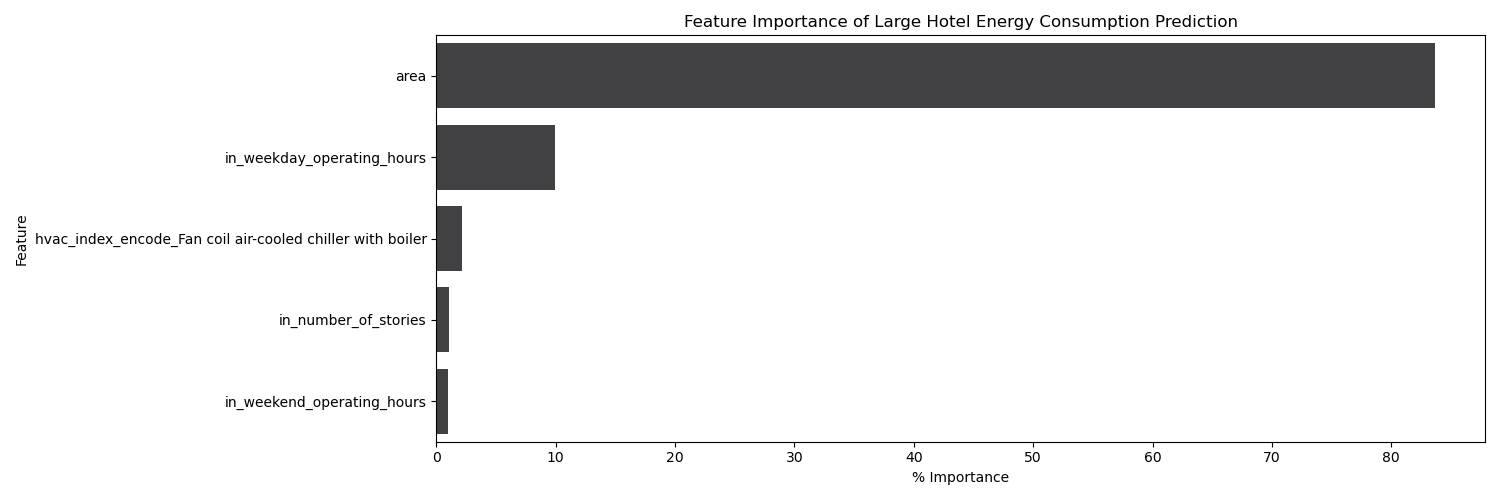 Feature Importance of Large Hotel Energy Consumption Prediction
Feature
area
in_weekday_operating_hours
hvac_index_encode_Fan coil air-cooled chiller with boiler
in_number_of_stories
in_weekend_operating_hours
0 10 20 30 40 50 60 70 80
% Importance